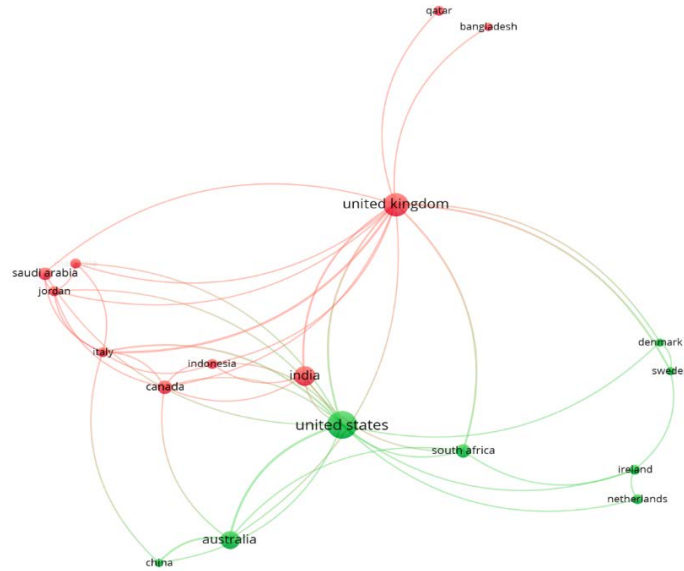 qatar
bangladesh
united kingdom
saudi arabia
jordan
denmark
swede
italy
indonesia
india
canada
united states
south africa
ireland
netherlands
australia
china